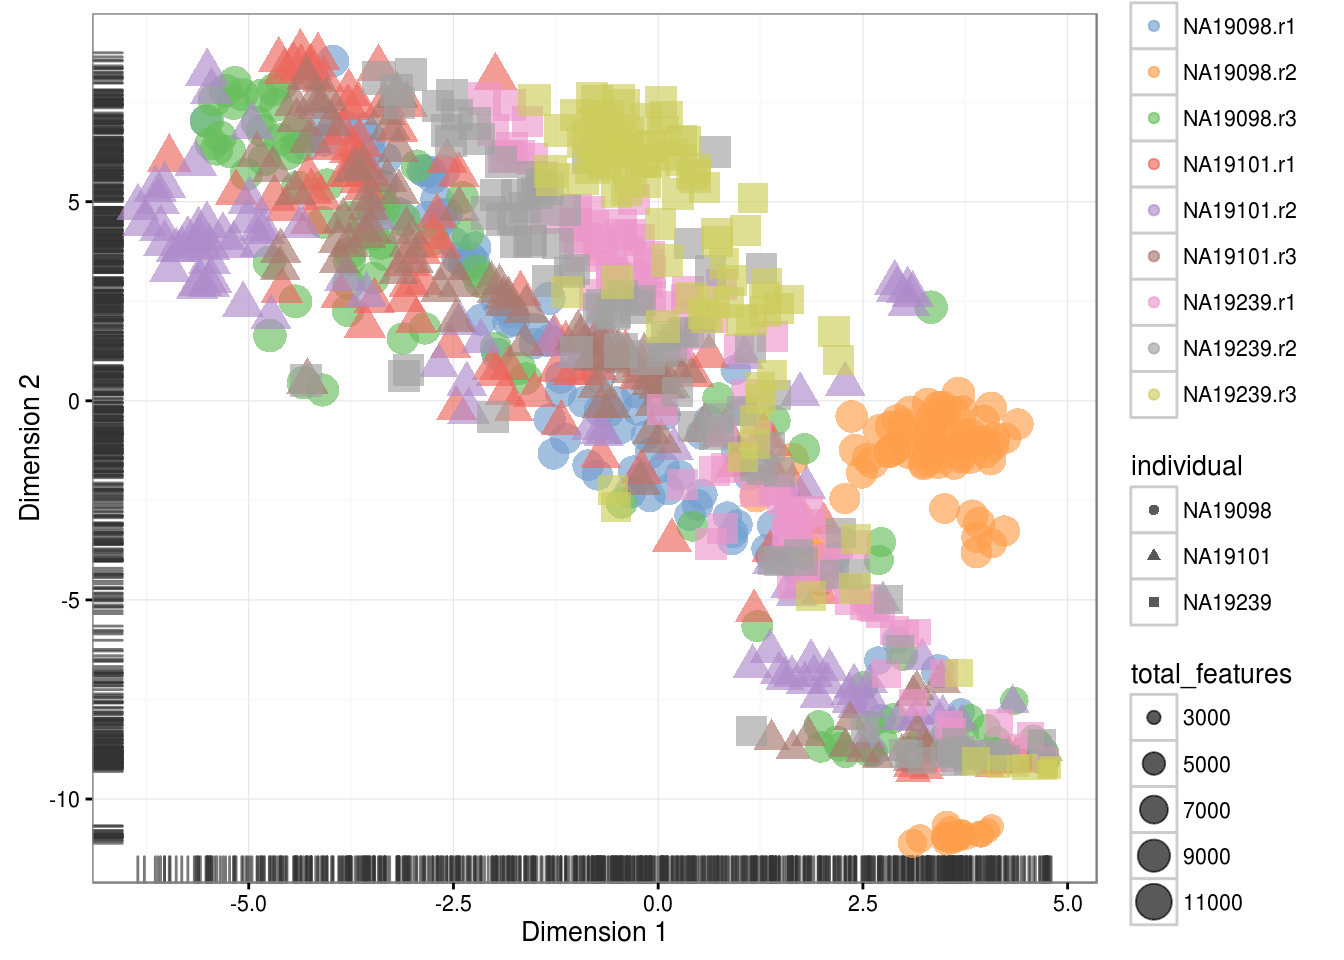 Dimension 2
5
0
-5
-10
-5.0
-2.5
0.0
2.5
5.0
Dimension 1
NA19098.r1
NA19098.r2
NA19098.r3
NA19101.r1
NA19101.r2
NA19101.r3
NA19239.r1
NA19239.r2
NA19239.r3
individual
NA19098
NA19101
NA19239
total_features
3000
5000
7000
9000
11000